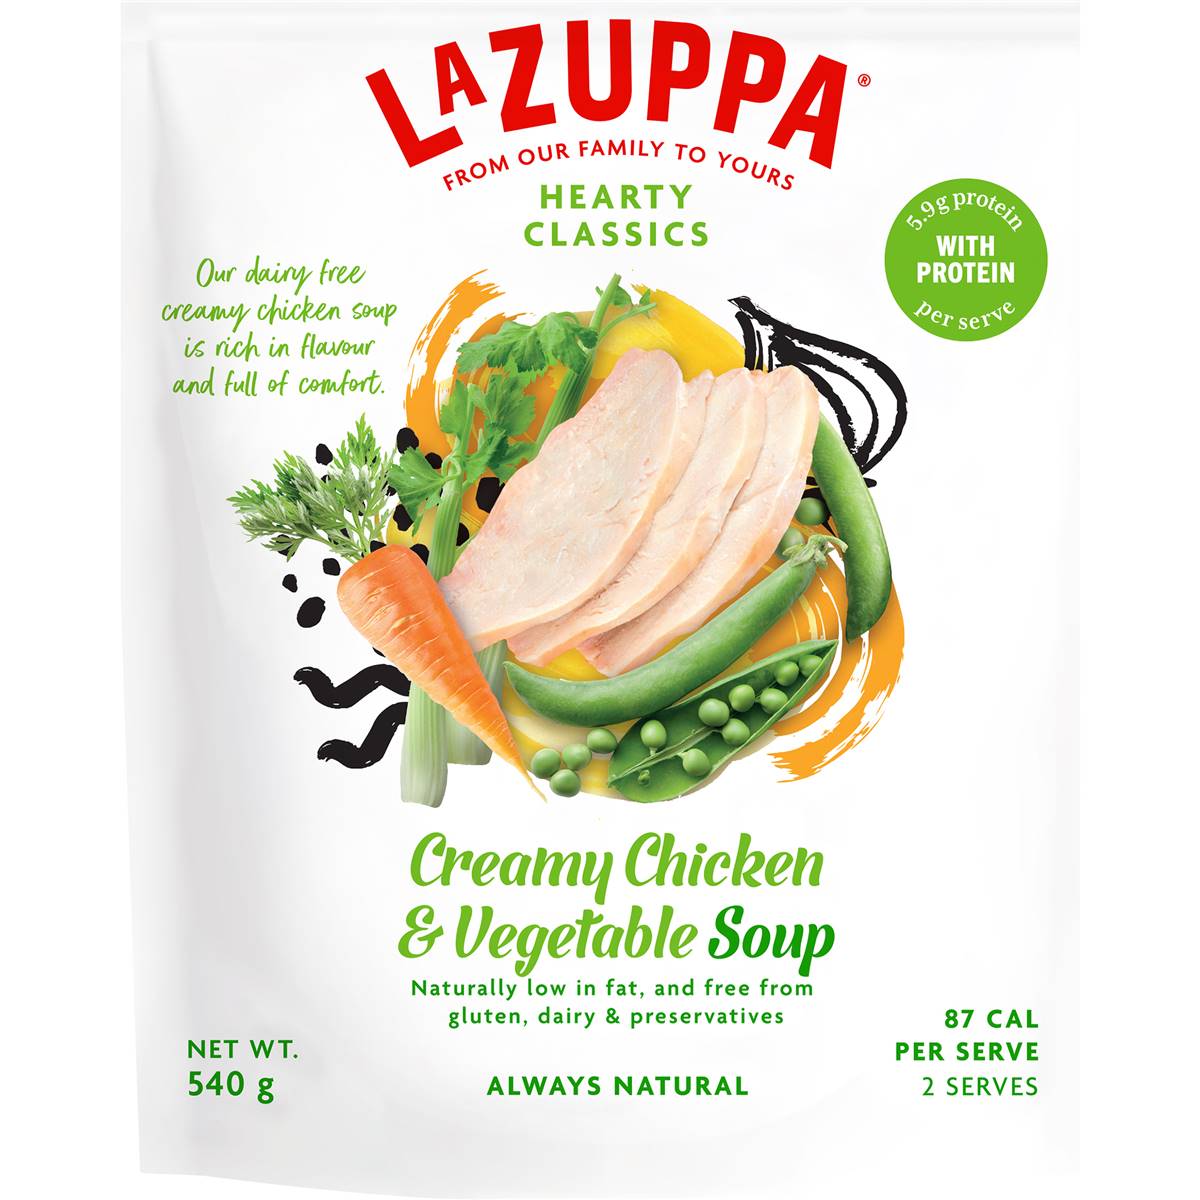 LAZUPPA®
FROM OUR FAMILY TO YOURS
HEARTY
CLASSICS
5.9g protein
WITH
PROTEIN
per serve
Our dairy free
creamy chicken soup
is rich in flavour
and full of comfort.
Creamy Chicken
& Vegetable Soup
Naturally low in fat, and free from
gluten, dairy & preservatives
NET WT.
540 g
ALWAYS NATURAL
87 CAL
PER SERVE
2 SERVES